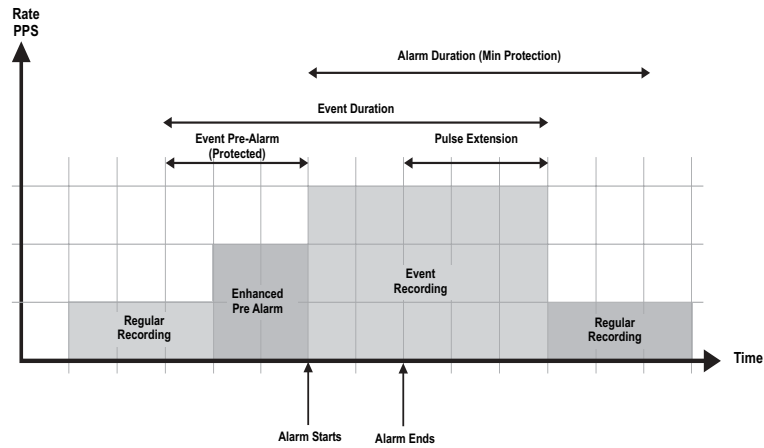 Rate
PPS
Alarm Duration (Min Protection)
Event Duration
Event Pre-Alarm
(Protected)
Pulse Extension
Enhanced
Pre Alarm
Event
Recording
Regular
Recording
Regular
Recording
Time
Alarm Starts
Alarm Ends